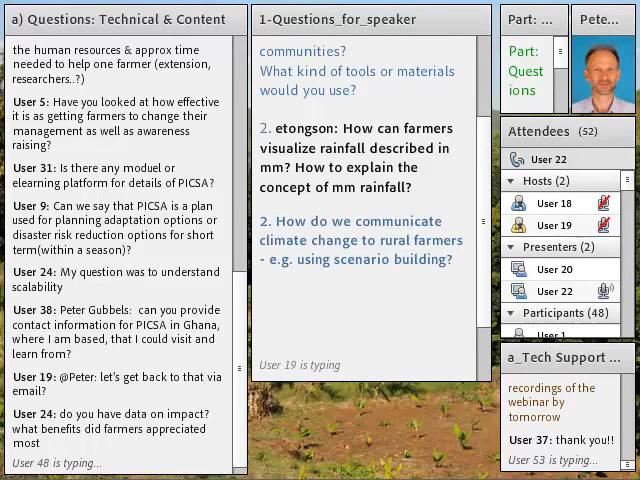 a) Questions: Technical & Content
the human resources & approx time
needed to help one farmer (extension,
researchers..?)
User 5: Have you looked at how effective
it is as getting farmers to change their
management as well as awareness
raising?
User 31: Is there any moduel or
elearning platform for details of PICSA?
User 9: Can we say that PICSA is a plan
used for planning adaptation options or
disaster risk reduction options for short
term(within a season)?
User 24: My question was to understand
scalability
User 38: Peter Gubbels:  can you provide
contact information for PICSA in Ghana,
where I am based, that I could visit and
learn from?
User 19: @Peter: let's get back to that via
email?
User 24: do you have data on impact?
what benefits did farmers appreciated
most
User 48 is typing...
1-Questions_for_speaker
communities?
What kind of tools or materials
would you use?
2. etongson: How can farmers
visualize rainfall described in
mm? How to explain the
concept of mm rainfall?
2. How do we communicate
climate change to rural farmers
- e.g. using scenario building?
User 19 is typing
Part: ...
Part:
Quest
ions
Pete...
Attendees (52)
User 22
Hosts (2)
User 18
User 19
Presenters (2)
User 20
User 22
Participants (48)
User 1
a_Tech Support ...
recordings of the
webinar by
tomorrow
User 37: thank you!!
User 53 is typing...